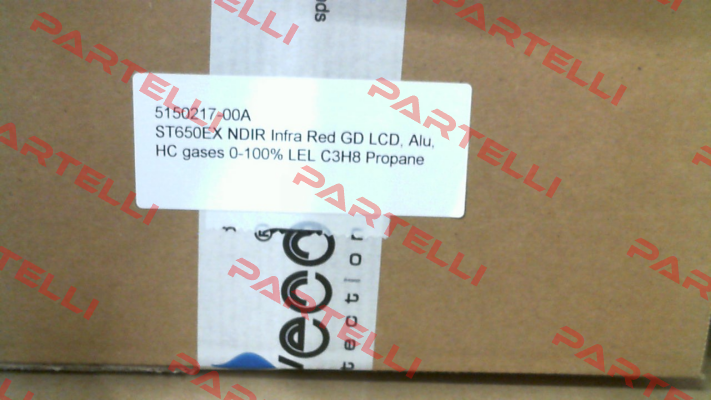 5150217-00A
ST650EX NDIR Infra Red GD LCD, Alu,
HC gases 0-100% LEL C3H8 Propane
PARTELLI
PARTELLI
PARTELLI
PARTELLI
PARTELLI
PARTELLI
PARTELLI
PARTELLI
PARTELLI